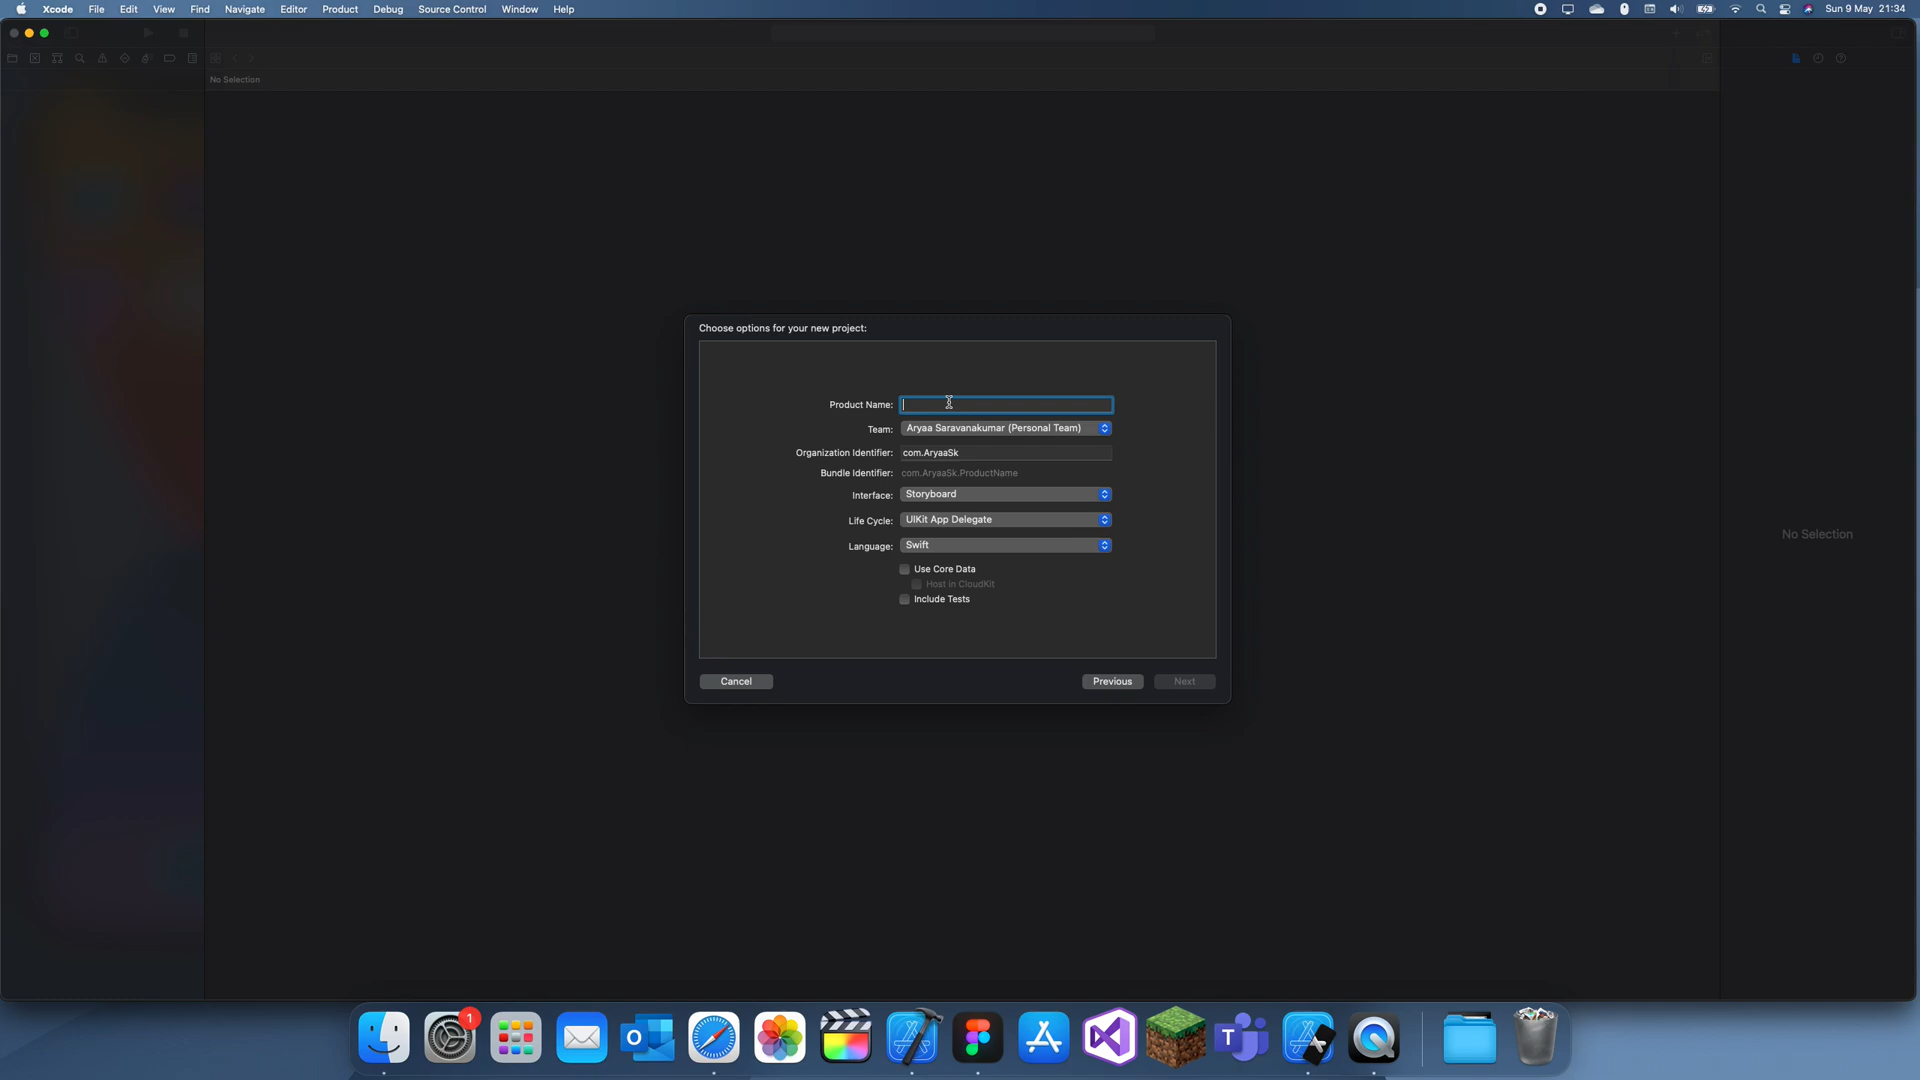 Xcode File Edit View Find Navigate Editor Product Debug Source Control Window Help Sun 9 May 21:34
No Selection
Choose options for your new project:
Product Name:
Team: Aryaa Saravanakumar (Personal Team)
Organization Identifier: com.AryaaSk
Bundle Identifier: com.AryaaSk.ProductName
Interface: Storyboard
Life Cycle: UIKit App Delegate
Language: Swift
Use Core Data
Host in CloudKit
Include Tests
Cancel Previous Next
No Selection
1